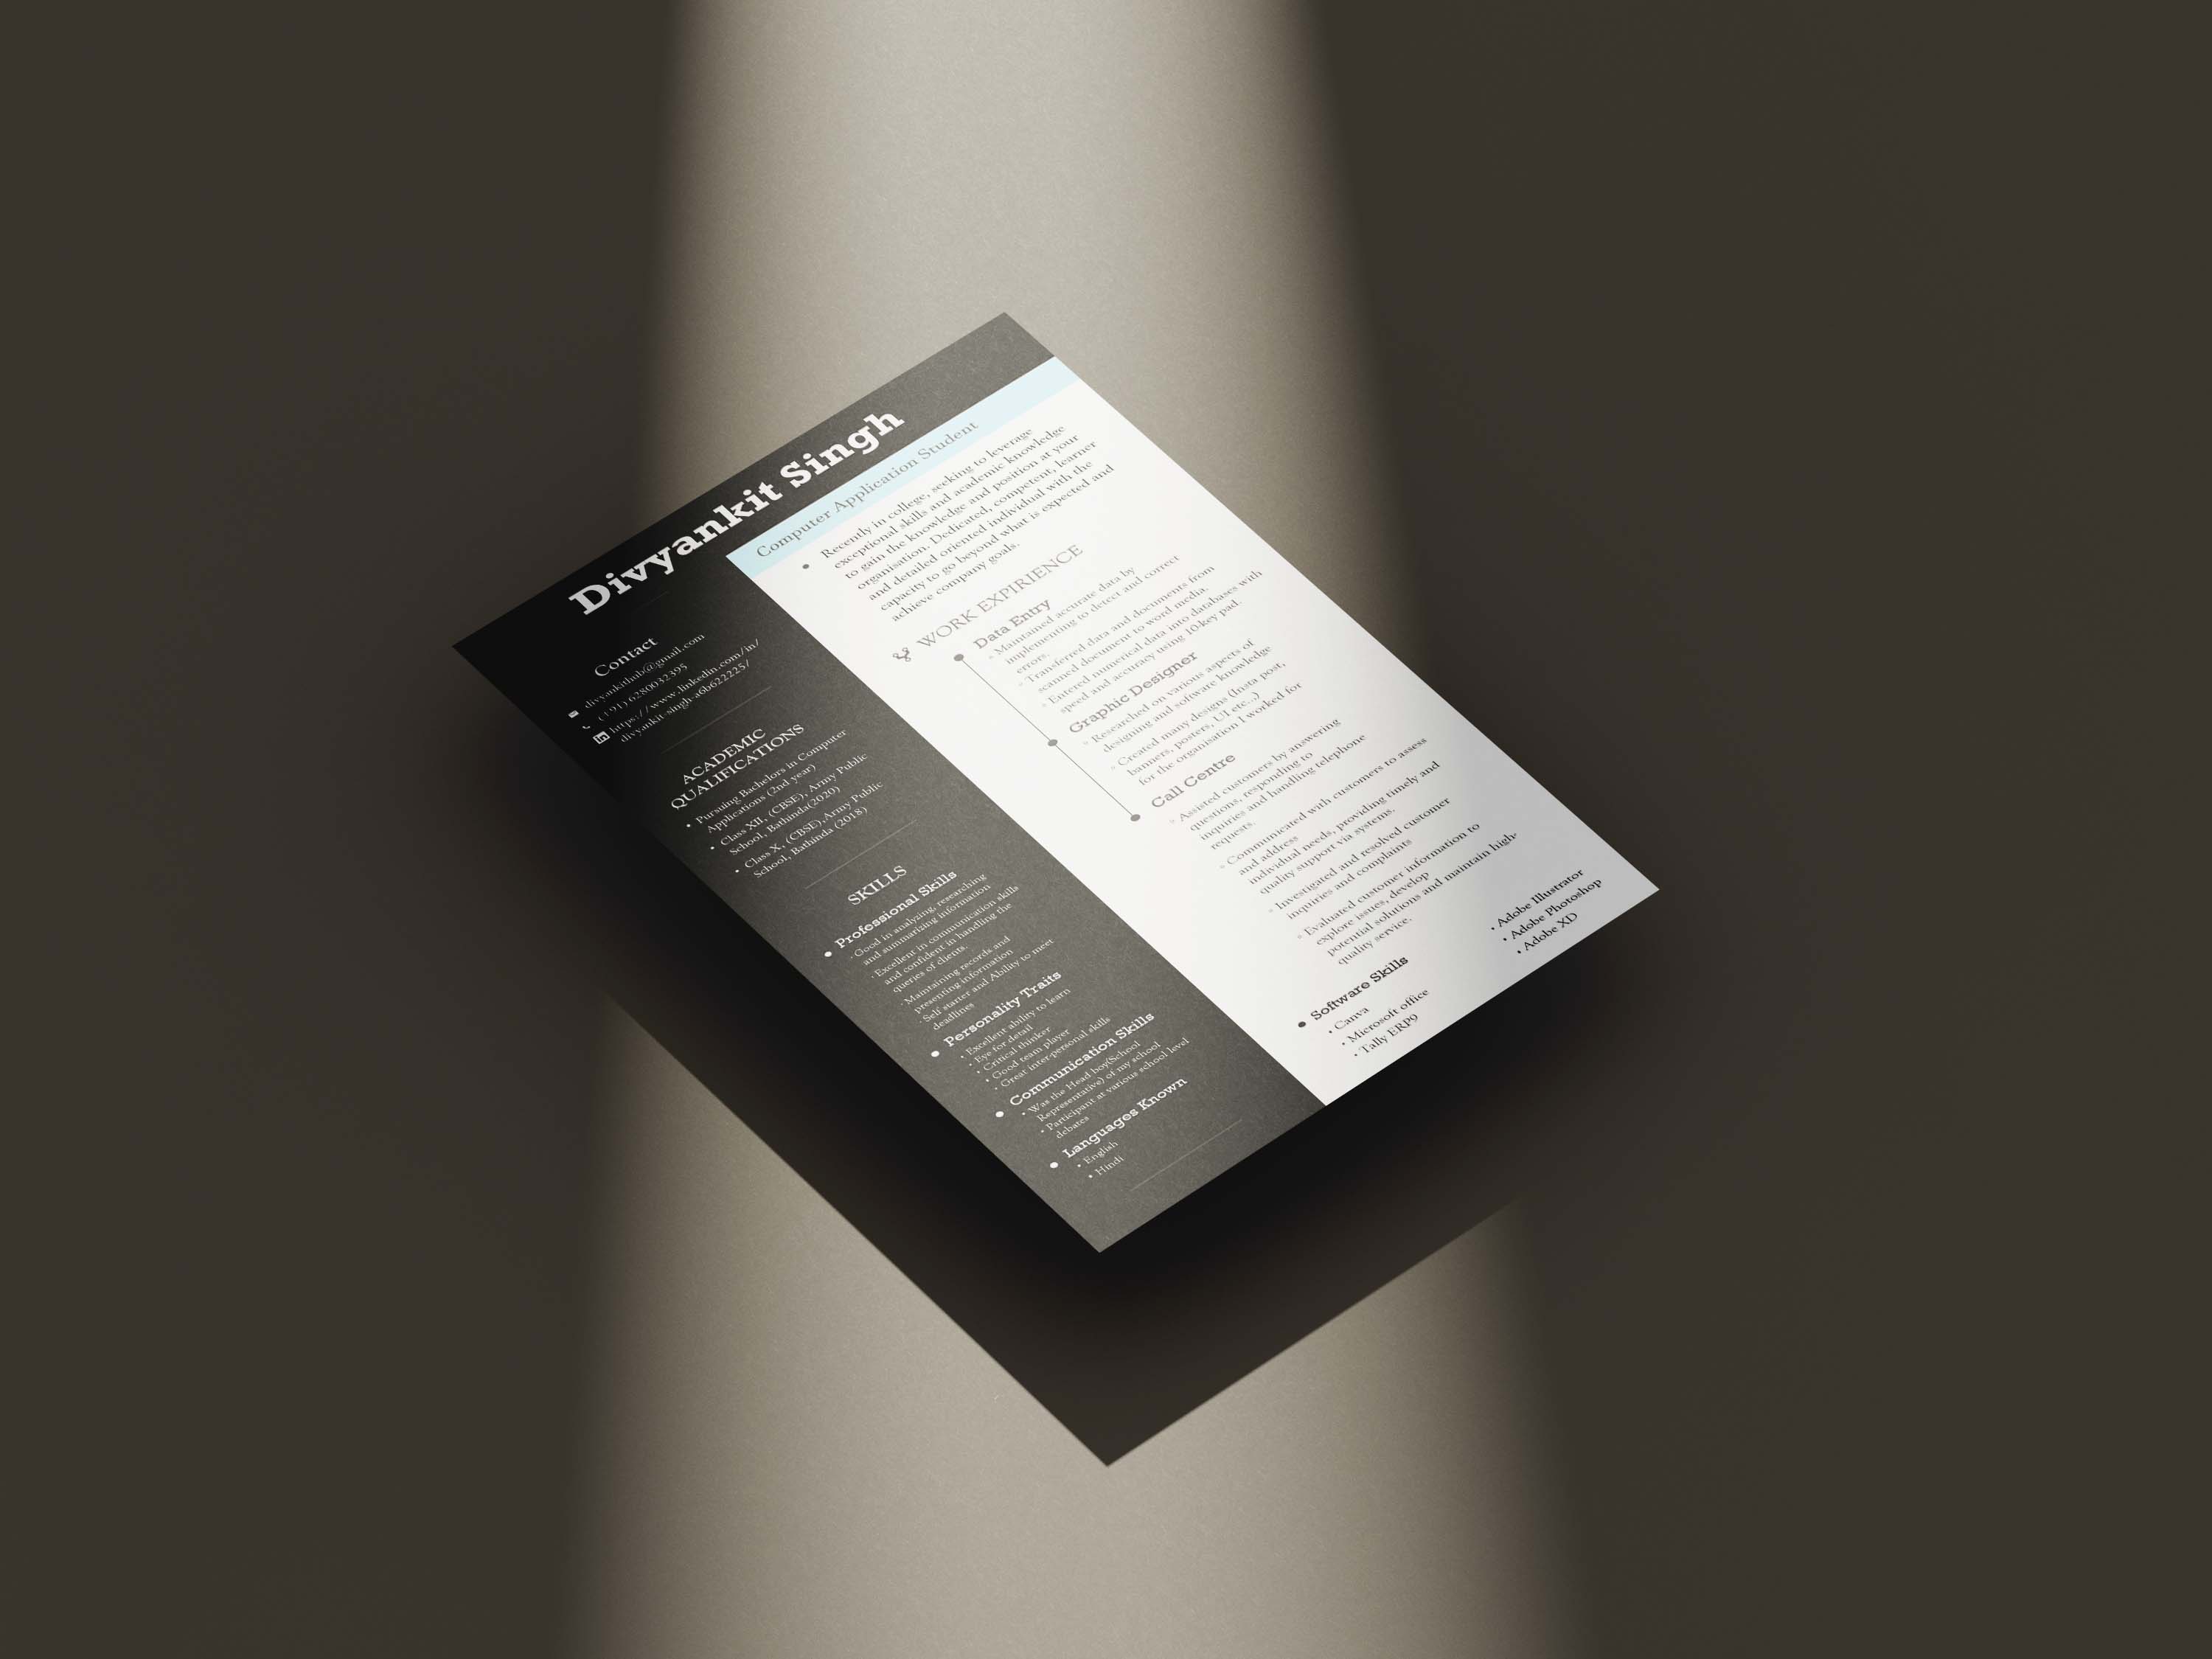 Divyankit Singh
Computer Application Student
Contact
divyankithub@gmail.com
(+91) 6280032395
https://www.linkedin.com/in/
divyankit-singh-a6b622225/
ACADEMIC
QUALIFICATIONS
• Pursuing Bachelors in Computer
Applications (2nd year)
• Class XII, (CBSE), Army Public
School, Bathinda(2020)
• Class X, (CBSE),Army Public
School, Bathinda (2018)
SKILLS
• Professional Skills
- Good in analyzing, researching
and summarizing information
- Excellent in communication skills
and confident in handling the
queries of clients.
- Maintaining records and
presenting information
- Self starter and Ability to meet
deadlines
• Personality Traits
• Excellent ability to learn
• Eye for detail
• Critical thinker
• Good team player
• Great inter-personal skills
• Communication Skills
• Was the Head boy(School
Representative) of my school
• Participant at various school level
debates
• Languages Known
• English
• Hindi
• Recently in college, seeking to leverage
exceptional skills and academic knowledge
to gain the knowledge and position at your
organisation. Dedicated, competent, learner
and detailed oriented individual with the
capacity to go beyond what is expected and
achieve company goals.
WORK EXPIRIENCE
Data Entry
◦ Maintained accurate data by
implementing to detect and correct
errors.
◦ Transferred data and documents from
scanned document to word media.
◦ Entered numerical data into databases with
speed and accuracy using 10-key pad.
Graphic Designer
◦ Researched on various aspects of
designing and software knowledge
◦ Created many designs (Insta post,
banners, posters, UI etc...)
for the organisation I worked for
Call Centre
◦ Assisted customers by answering
questions, responding to
inquiries and handling telephone
requests.
◦ Communicated with customers to assess
and address
individual needs, providing timely and
quality support via systems.
◦ Investigated and resolved customer
inquiries and complaints
◦ Evaluated customer information to
explore issues, develop
potential solutions and maintain high-
quality service.
• Software Skills
• Canva
• Microsoft office
• Tally ERP9
• Adobe Illustrator
• Adobe Photoshop
• Adobe XD